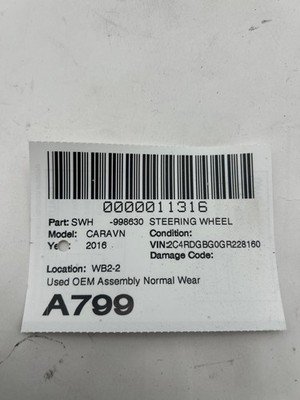 0000011316
Part: SWH -998630 STEERING WHEEL
Model: CARAVN Condition:
Ye 2016 VIN:2C4RDGBG0GR228160
Damage Code:
Location: WB2-2
Used OEM Assembly Normal Wear
A799